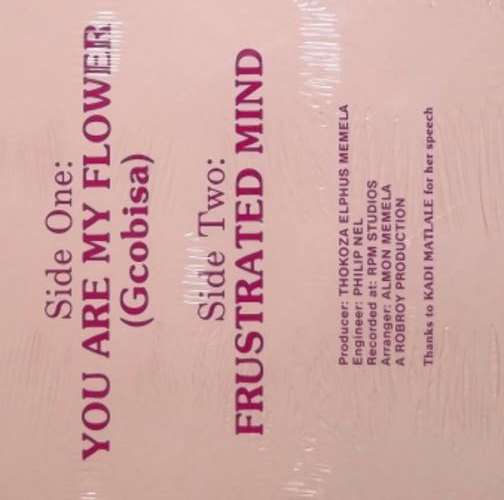 Side One:
YOU ARE MY FLOWER
(Gcobisa)
Side Two:
FRUSTRATED MIND
Producer: THOKOZA ELPHUS MEMELA
Engineer: PHILIP NEL
Recorded at: RPM STUDIOS
Arranger: ALMON MEMELA
A ROBROY PRODUCTION
Thanks to KADI MATLALE for her speech